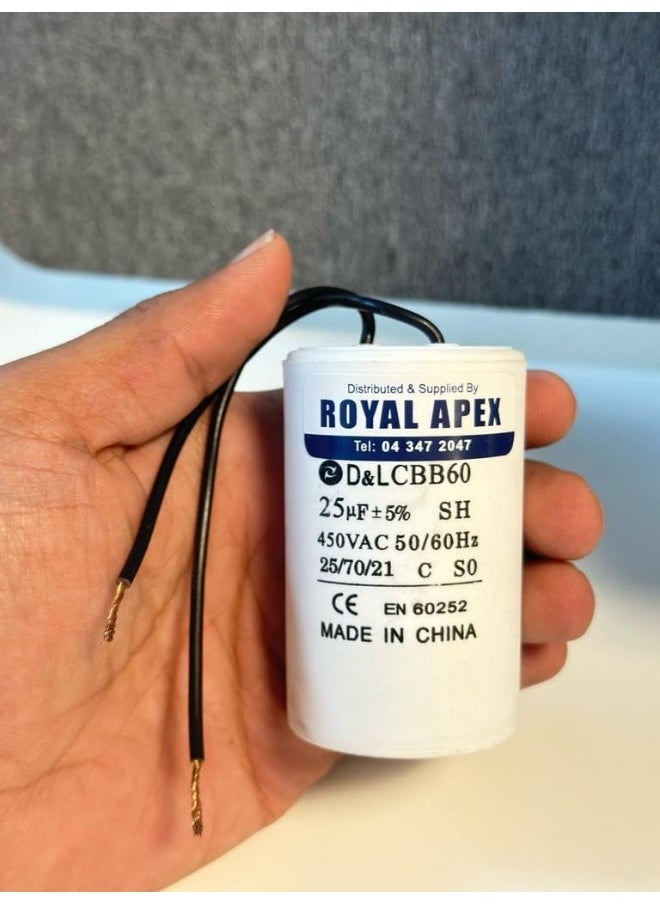 Distributed & Supplied By
ROYAL APEX
Tel: 04 347 2047
D&L CBB60
25µF±5% SH
450VAC 50/60Hz
25/70/21 C S0
CE EN 60252
MADE IN CHINA